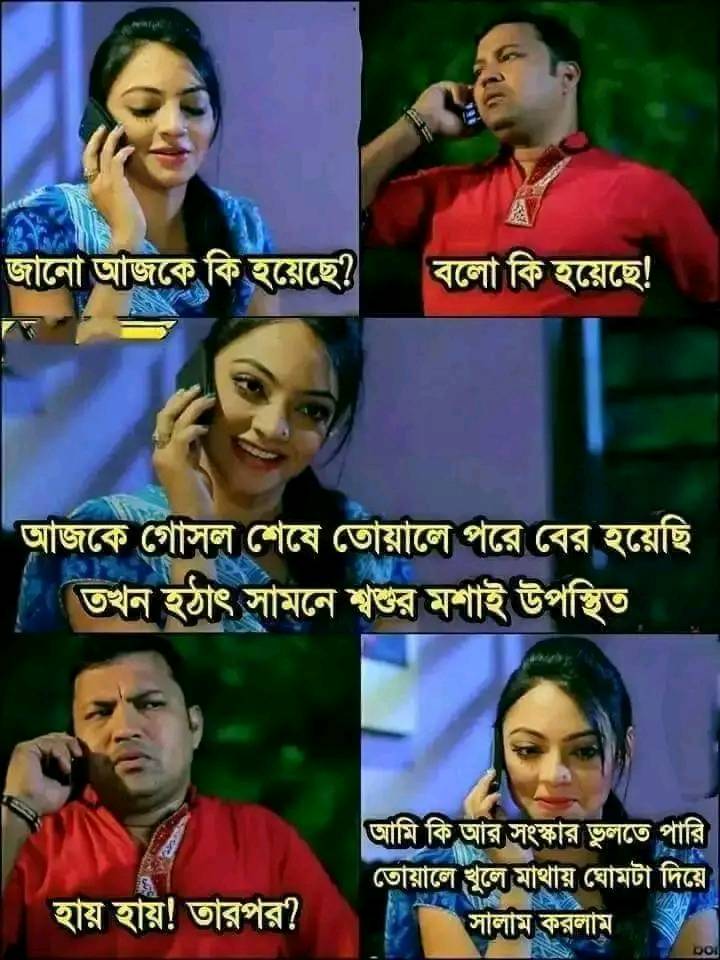 জানো আজকে কি হয়েছে?
বলো কি হয়েছে!
আজকে গোসল শেষে তোয়ালে পরে বের হয়েছি
তখন হঠাৎ সামনে শ্বশুর মশাই উপস্থিত
হায় হায়! তারপর?
আমি কি আর সংস্কার ভুলতে পারি
তোয়ালে খুলে মাথায় ঘোমটা দিয়ে
সালাম করলাম